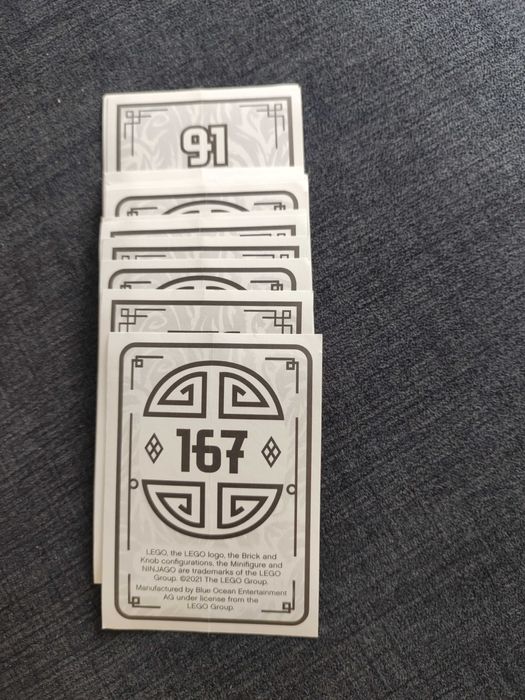 91
167
LEGO, the LEGO logo, the Brick and
Knob configurations, the Minifigure and
NINJAGO are trademarks of the LEGO
Group. ©2021 The LEGO Group.
Manufactured by Blue Ocean Entertainment
AG under license from the
LEGO Group.